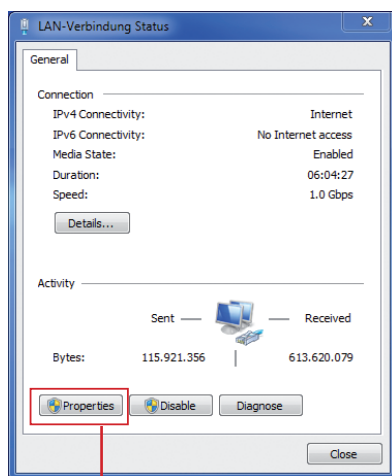 LAN-Verbindung Status
X
General
Connection
IPv4 Connectivity: Internet
IPv6 Connectivity: No Internet access
Media State: Enabled
Duration: 06:04:27
Speed: 1.0 Gbps
Details...
Activity
Sent — — Received
Bytes: 115.921.356 | 613.620.079
Properties Disable Diagnose
Close